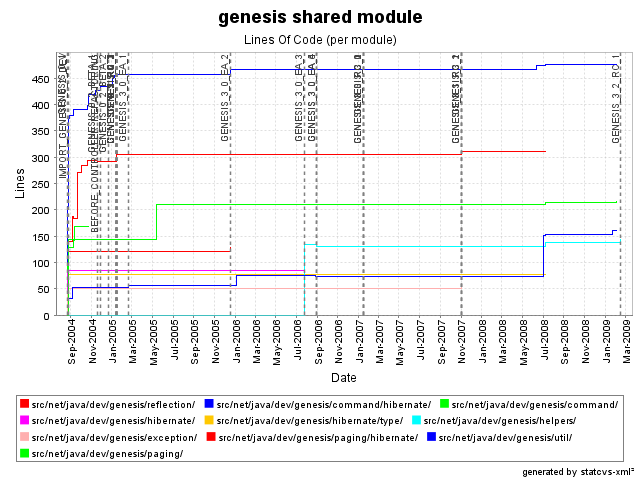 genesis shared module
Lines Of Code (per module)
Lines
450
400
350
300
250
200
150
100
50
0
GENESIS_3_0_EA_1
GENESIS_3_0_EA_2
GENESIS_3_0_EA_3
GENESIS_3_2_RC_1
Sep-2004
Nov-2004
Jan-2005
Mar-2005
May-2005
Jul-2005
Sep-2005
Nov-2005
Jan-2006
Mar-2006
May-2006
Jul-2006
Sep-2006
Nov-2006
Jan-2007
Mar-2007
May-2007
Jul-2007
Sep-2007
Nov-2007
Jan-2008
Mar-2008
May-2008
Jul-2008
Sep-2008
Nov-2008
Jan-2009
Mar-2009
Date
src/net/java/dev/genesis/reflection/ src/net/java/dev/genesis/command/hibernate/ src/net/java/dev/genesis/command/
src/net/java/dev/genesis/hibernate/ src/net/java/dev/genesis/hibernate/type/ src/net/java/dev/genesis/helpers/
src/net/java/dev/genesis/exception/ src/net/java/dev/genesis/paging/hibernate/ src/net/java/dev/genesis/util/
src/net/java/dev/genesis/paging/
generated by statcvs-xml²